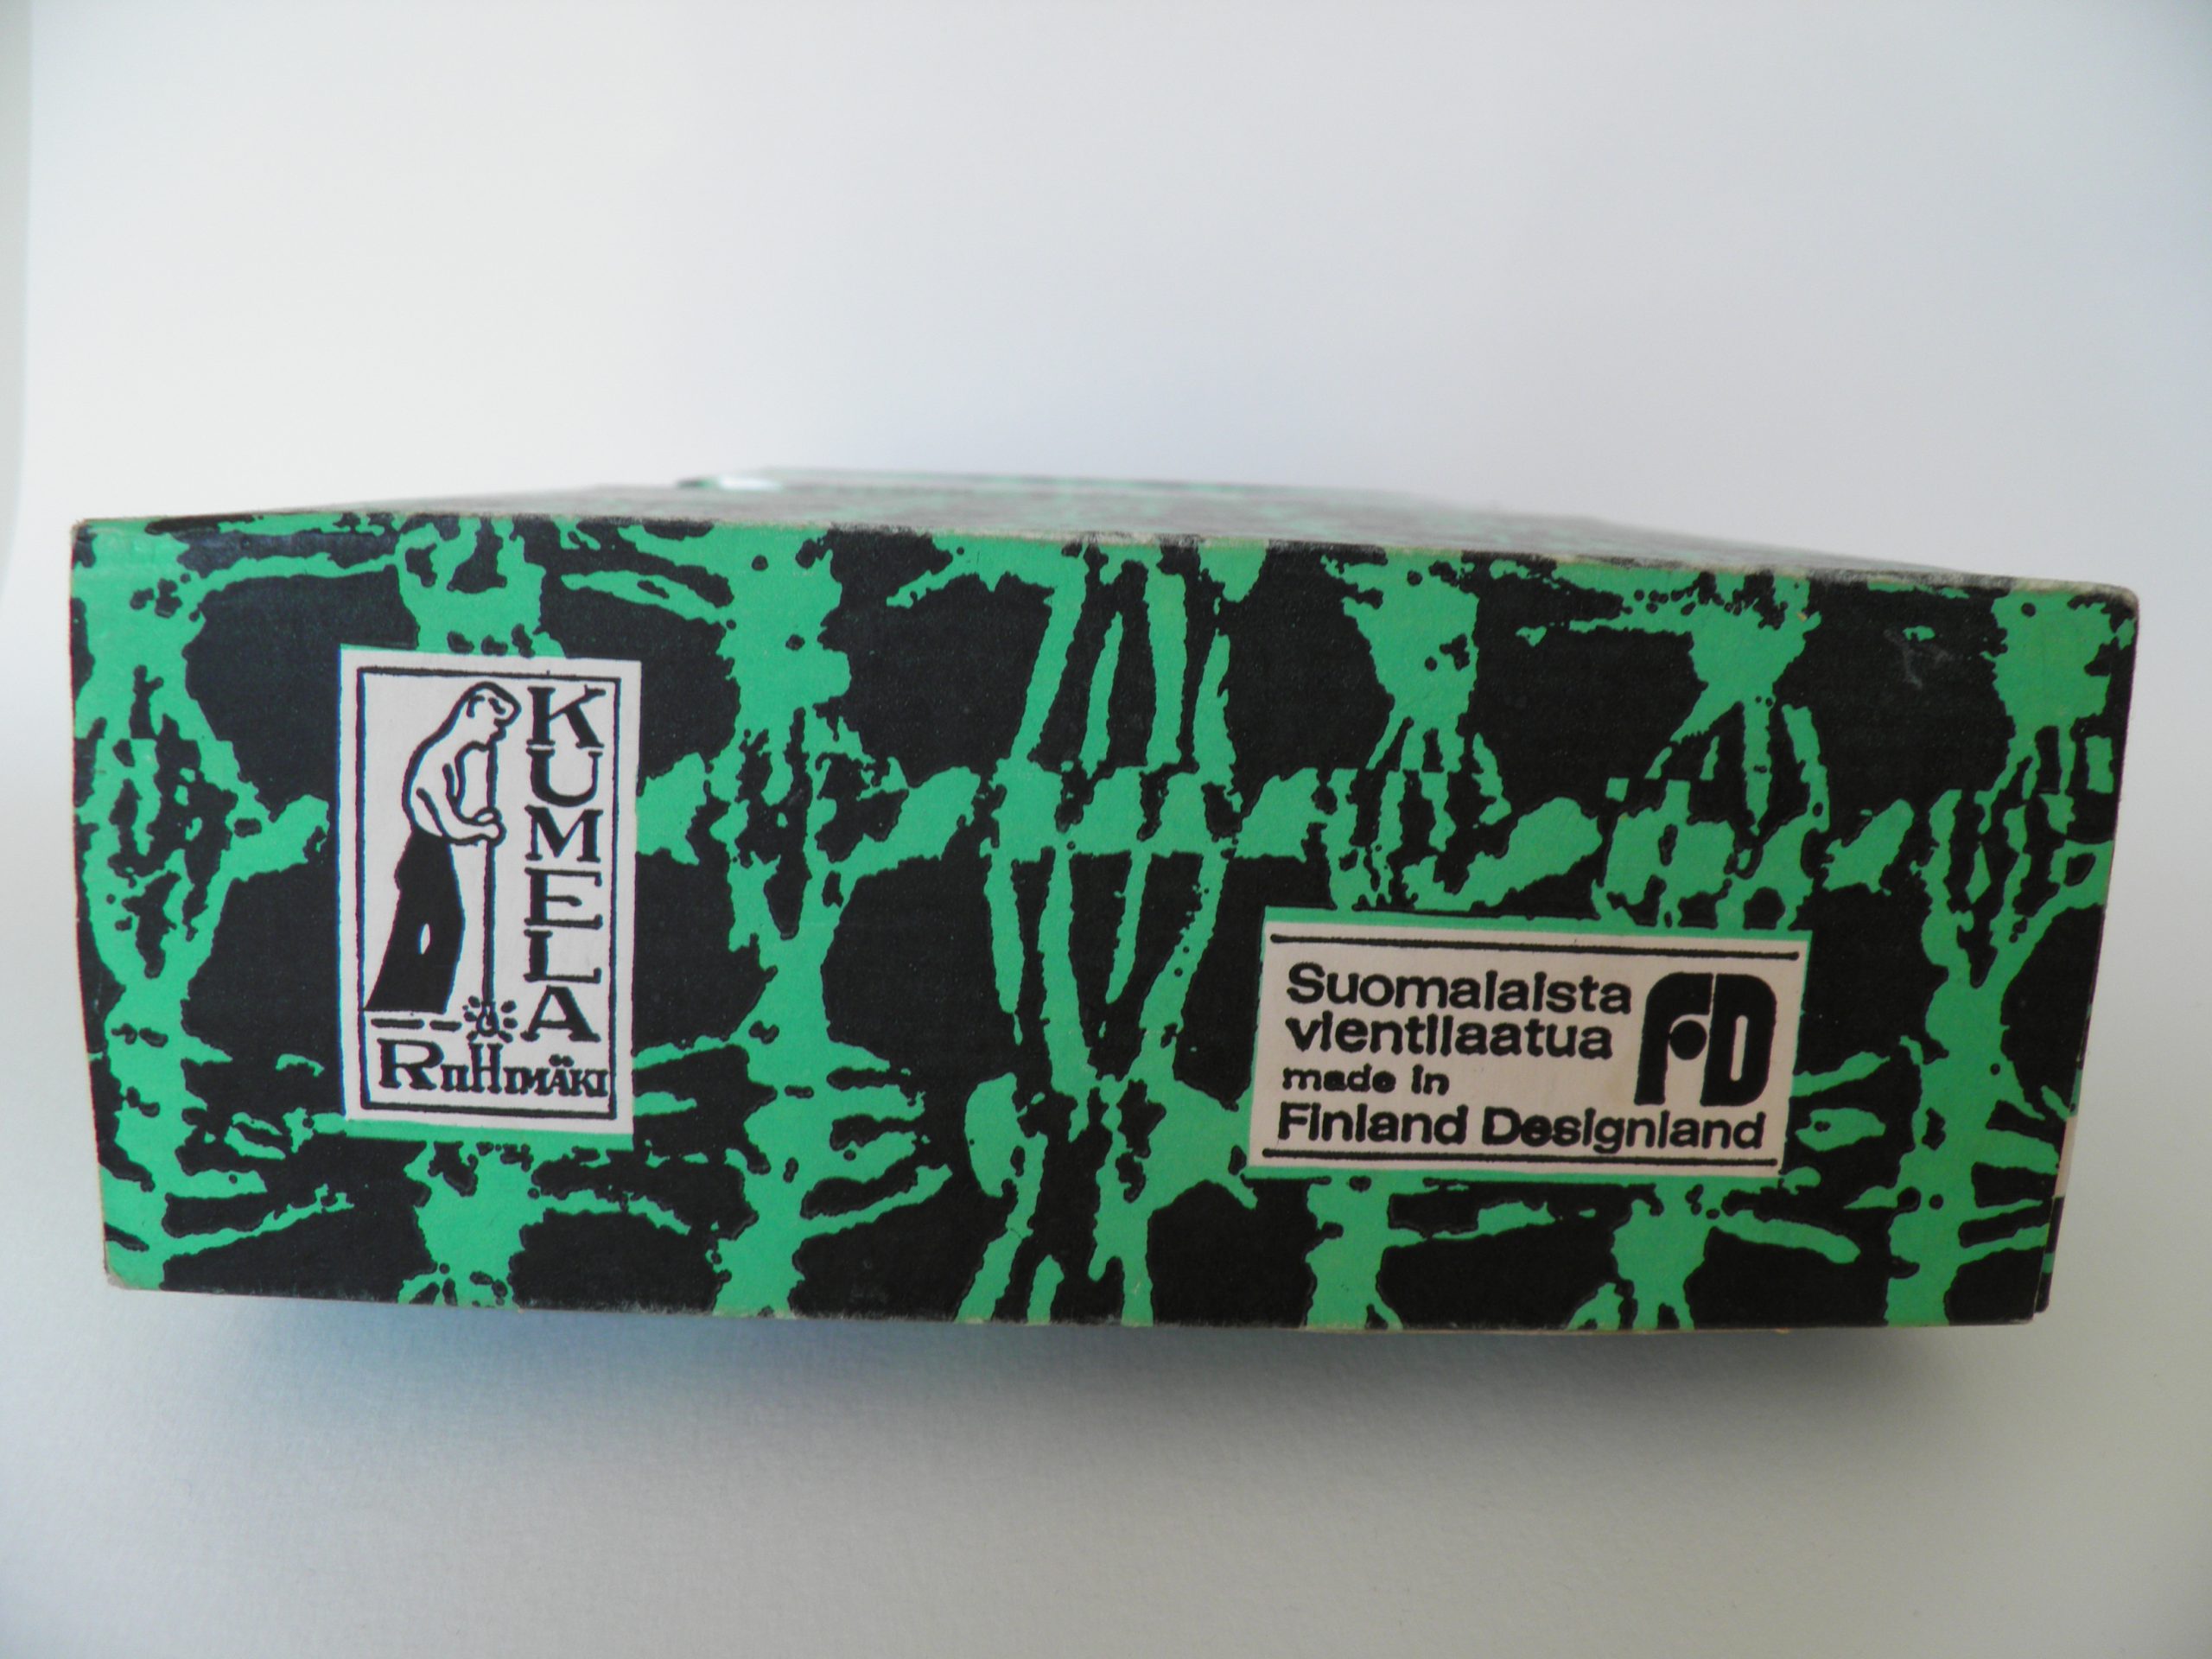 KUMELA
RIIHIMÄKI
Suomalaista
vientilaatua
made in
Finland Designland
FD